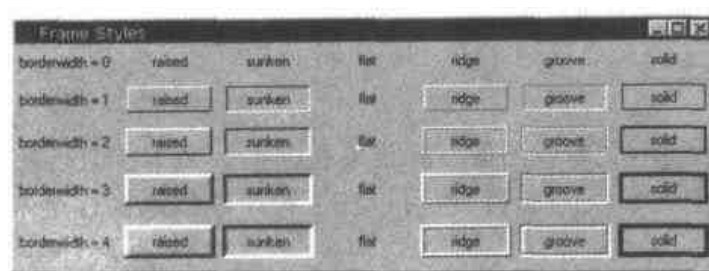 Frame Styles
borderwidth = 0 raised sunken flat ridge groove solid
borderwidth = 1 raised sunken flat ridge groove solid
borderwidth = 2 raised sunken flat ridge groove solid
borderwidth = 3 raised sunken flat ridge groove solid
borderwidth = 4 raised sunken flat ridge groove solid